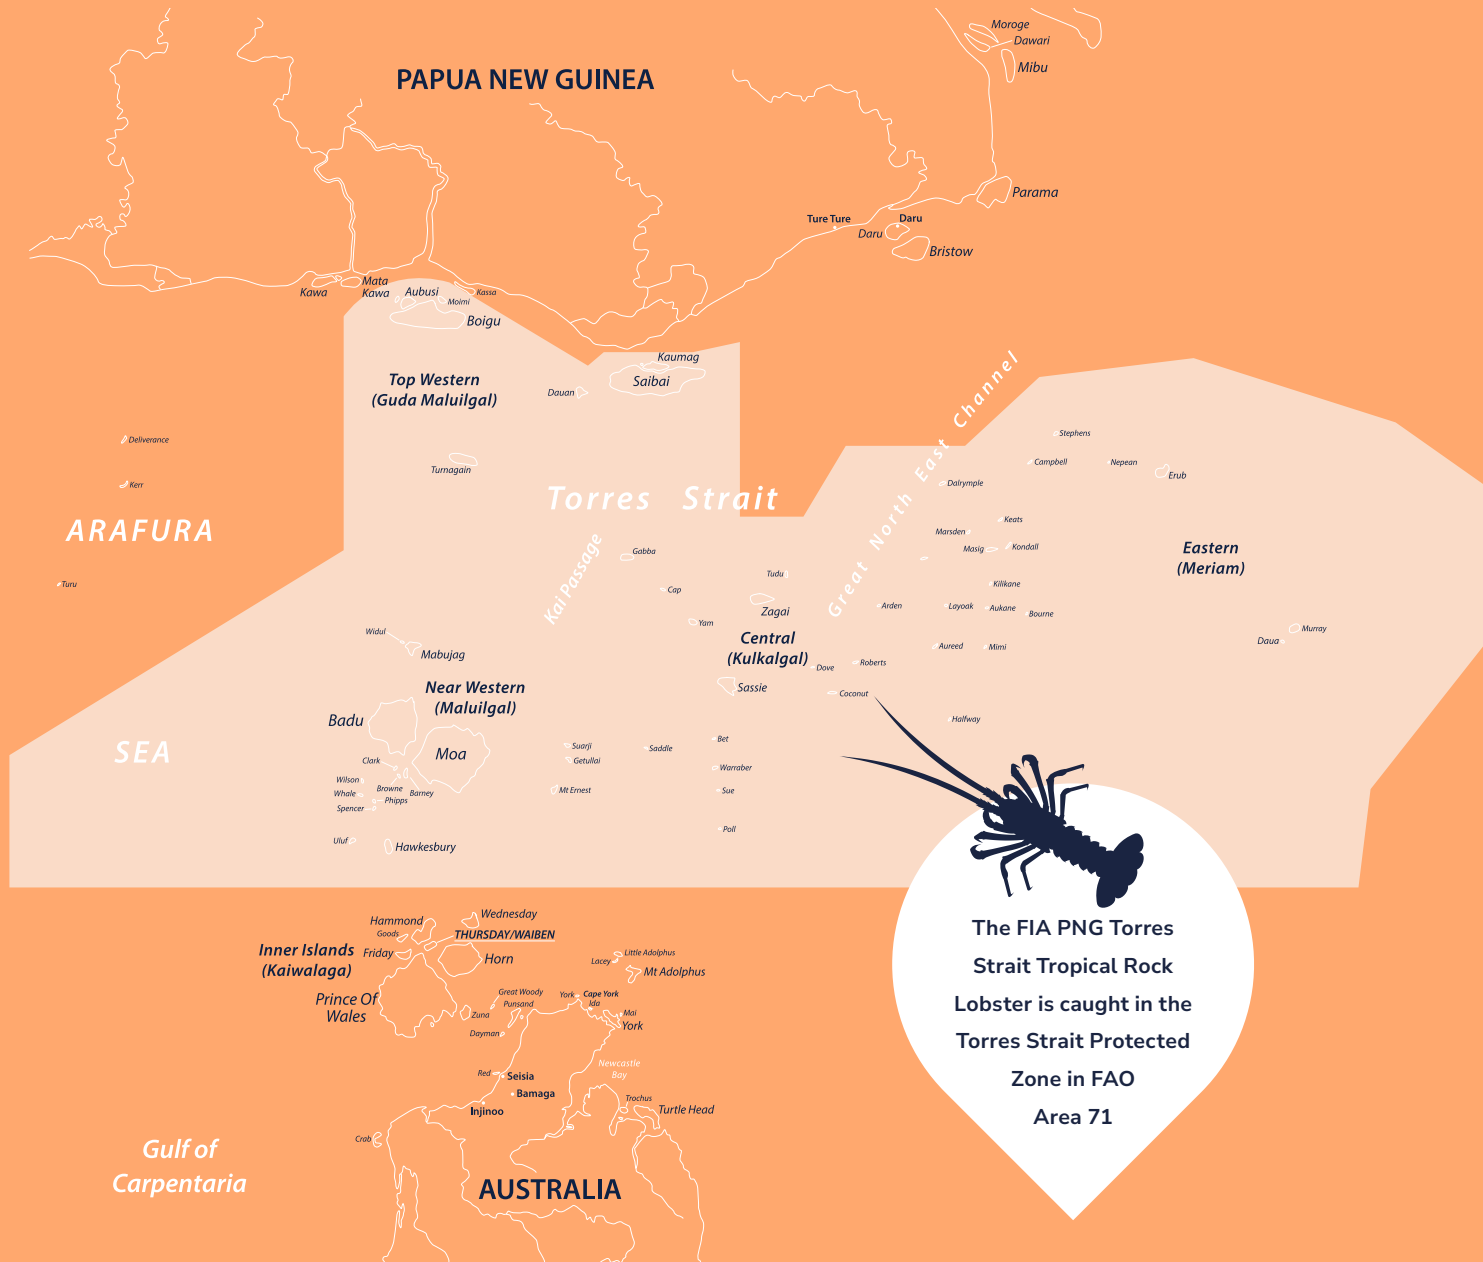 Moroge
Dawari
Mibu
PAPUA NEW GUINEA
Parama
Ture Ture
Daru
Daru
Bristow
Kawa
Mata
Kawa
Aubusi
Moimi
Kassa
Boigu
Kaumag
Saibai
Dauan
Top Western
(Guda Maluilgal)
Turnagain
Deliverance
Kerr
ARAFURA
Turu
SEA
Torres Strait
Kai Passage
Great North East Channel
Stephens
Campbell
Nepean
Erub
Dalrymple
Keats
Marsden
Masig
Kondall
Eastern
(Meriam)
Gabba
Cap
Yam
Tudu
Zagai
Kilikane
Arden
Layoak
Aukane
Bourne
Murray
Daua
Central
(Kulkalgal)
Aureed
Mimi
Dove
Roberts
Sassie
Coconut
Halfway
Widul
Mabujag
Near Western
(Maluilgal)
Badu
Moa
Clark
Wilson
Browne
Barney
Whale
Phipps
Spencer
Uluf
Hawkesbury
Suarji
Getullai
Saddle
Mt Ernest
Bet
Warraber
Sue
Poll
Hammond
Wednesday
Goods
THURSDAY/WAIBEN
Inner Islands
(Kaiwalaga)
Friday
Horn
Prince Of
Wales
Little Adolphus
Lacey
Mt Adolphus
Great Woody
Punsand
York
Cape York
Ida
Zuna
Mai
York
Dayman
Newcastle
Bay
Red
Seisia
Bamaga
Injinoo
Trochus
Turtle Head
Crab
Gulf of
Carpentaria
AUSTRALIA
The FIA PNG Torres
Strait Tropical Rock
Lobster is caught in the
Torres Strait Protected
Zone in FAO
Area 71